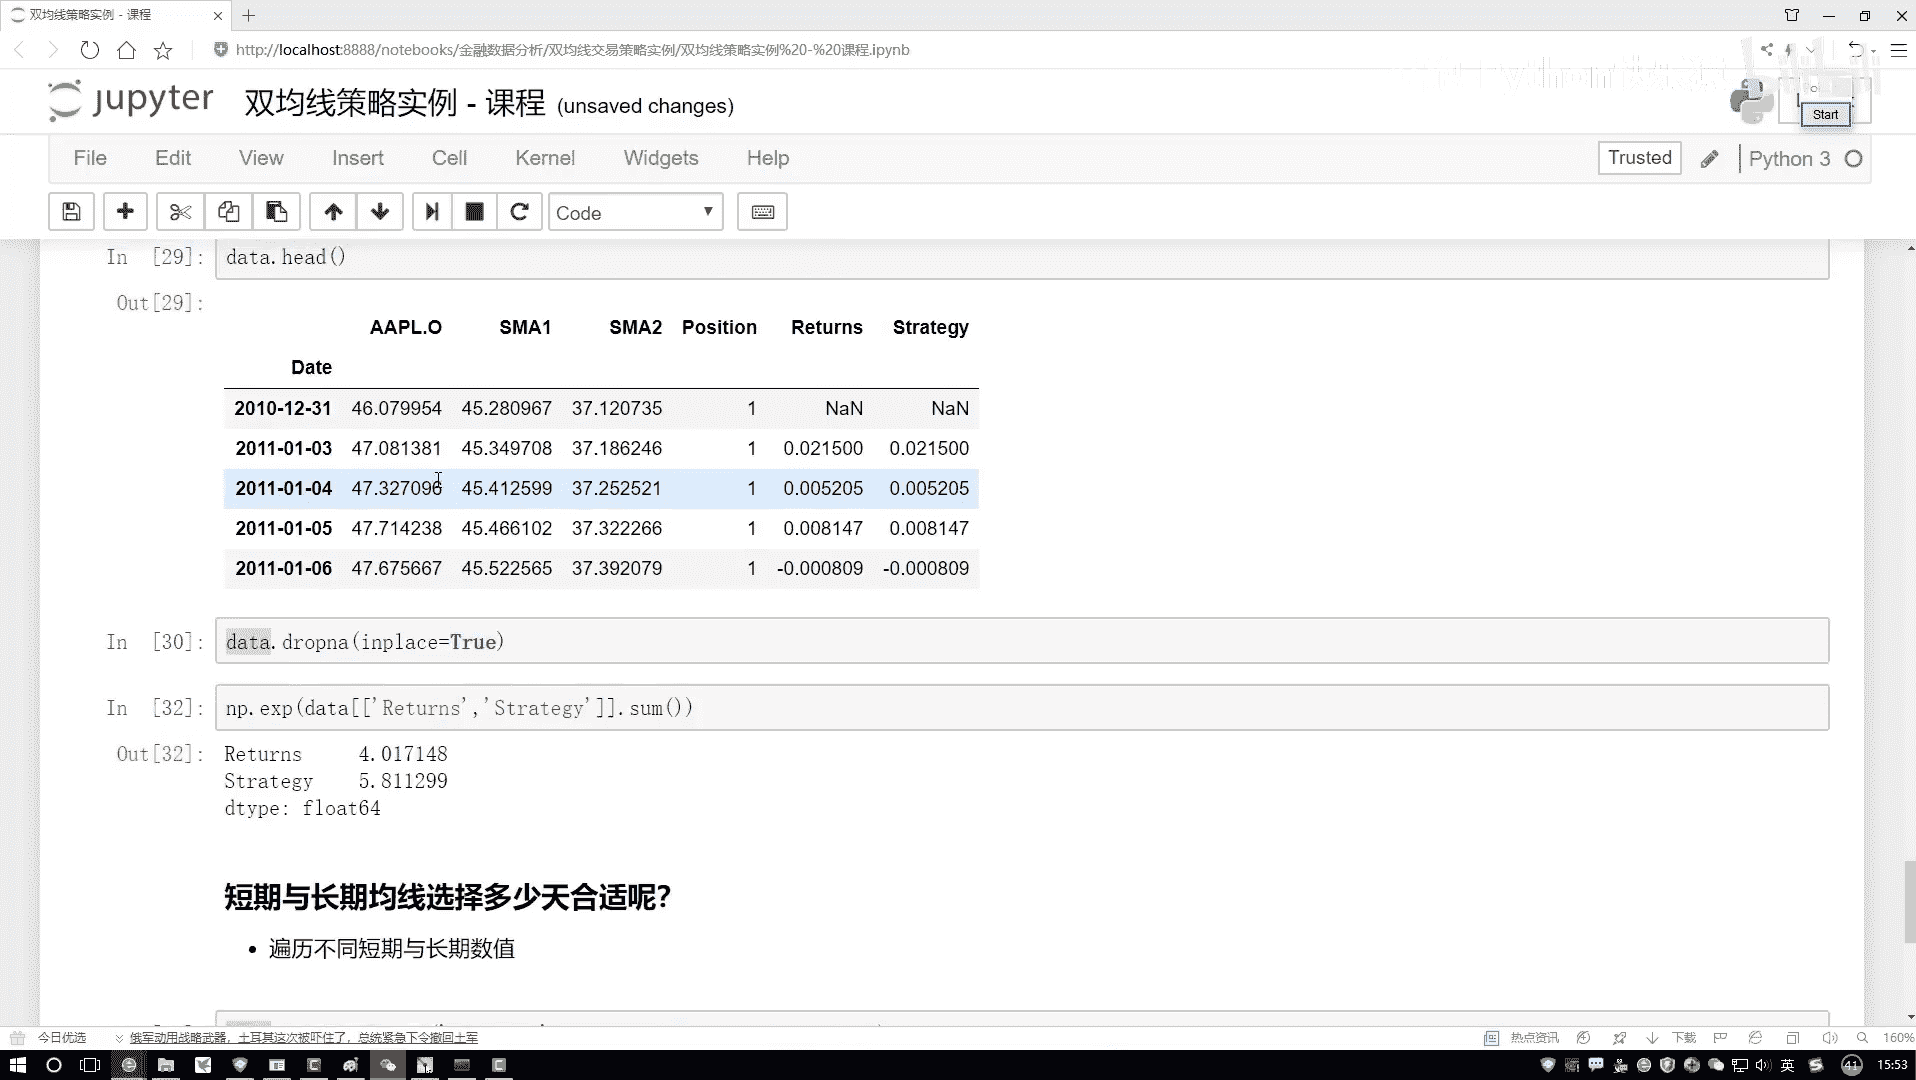 双均线策略实例 - 课程
http://localhost:8888/notebooks/金融数据分析/双均线交易策略实例/双均线策略实例%20-%20课程.ipynb
jupyter 双均线策略实例 - 课程 (unsaved changes)
Start
File Edit View Insert Cell Kernel Widgets Help Trusted Python 3
Code
In [29]: data.head()
Out[29]:
AAPL.O SMA1 SMA2 Position Returns Strategy
Date
2010-12-31 46.079954 45.280967 37.120735 1 NaN NaN
2011-01-03 47.081381 45.349708 37.186246 1 0.021500 0.021500
2011-01-04 47.327096 45.412599 37.252521 1 0.005205 0.005205
2011-01-05 47.714238 45.466102 37.322266 1 0.008147 0.008147
2011-01-06 47.675667 45.522565 37.392079 1 -0.000809 -0.000809
In [30]: data.dropna(inplace=True)
In [32]: np.exp(data[['Returns','Strategy']].sum())
Out[32]: Returns 4.017148
Strategy 5.811299
dtype: float64
短期与长期均线选择多少天合适呢?
• 遍历不同短期与长期数值
今日优选 俄军动用战略武器，土耳其这次被吓住了，总统紧急下令撤回土军 热点资讯 下载 160%
英 41 15:53